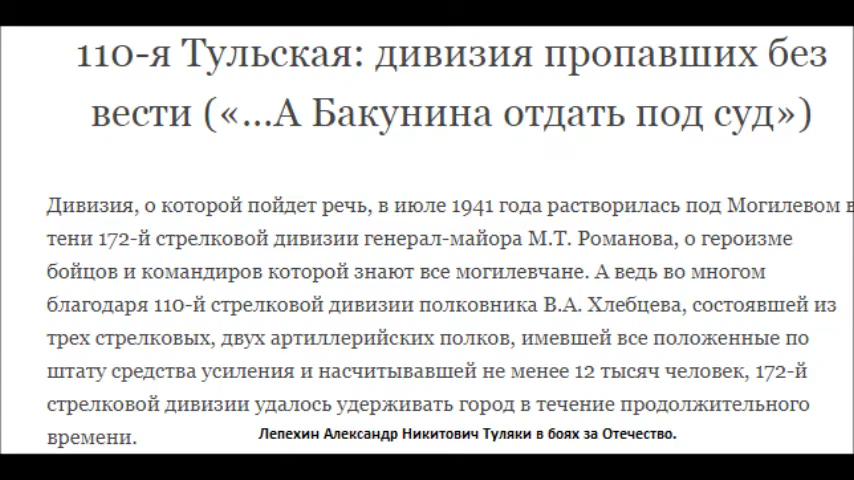 110-я Тульская: дивизия пропавших без
вести («...А Бакунина отдать под суд»)
Дивизия, о которой пойдет речь, в июле 1941 года растворилась под Могилевом в
тени 172-й стрелковой дивизии генерал-майора М.Т. Романова, о героизме
бойцов и командиров которой знают все могилевчане. А ведь во многом
благодаря 110-й стрелковой дивизии полковника В.А. Хлебцева, состоявшей из
трех стрелковых, двух артиллерийских полков, имевшей все положенные по
штату средства усиления и насчитывавшей не менее 12 тысяч человек, 172-й
стрелковой дивизии удалось удерживать город в течение продолжительного
времени.
Лепехин Александр Никитович Туляки в боях за Отечество.